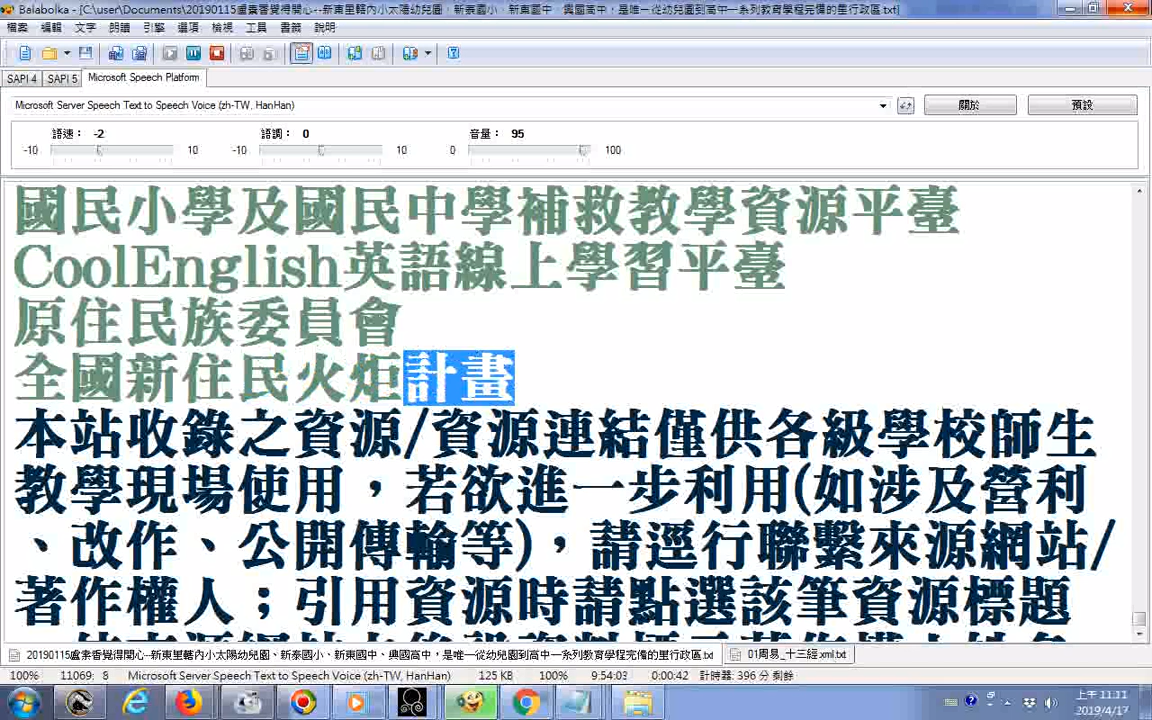 Balabolka - [C:\user\Documents\20190115盧素香覺得開心--新東里轄內小太陽幼兒園、新泰國小、新東國中、興國高中，是唯一從幼兒園到高中一系列教育學程完備的里行政區.txt]
檔案 編輯 文字 朗讀 引擎 選項 檢視 工具 書籤 說明
SAPI 4 SAPI 5 Microsoft Speech Platform
Microsoft Server Speech Text to Speech Voice (zh-TW, HanHan) 關於 預設
語速： -2 語調： 0 音量： 95
-10 10 -10 10 0 100
國民小學及國民中學補救教學資源平臺
CoolEnglish英語線上學習平臺
原住民族委員會
全國新住民火炬計畫
本站收錄之資源/資源連結僅供各級學校師生
教學現場使用，若欲進一步利用(如涉及營利
、改作、公開傳輸等)，請逕行聯繫來源網站/
著作權人；引用資源時請點選該筆資源標題
20190115盧素香覺得開心--新東里轄內小太陽幼兒園、新泰國小、新東國中、興國高中，是唯一從幼兒園到高中一系列教育學程完備的里行政區.txt 01周易_十三經.xml.txt
100% 11069: 8 Microsoft Server Speech Text to Speech Voice (zh-TW, HanHan) 125 KB 100% 9:54:03 0:00:42 計時器: 396 分 剩餘
上午 11:11
2019/4/17